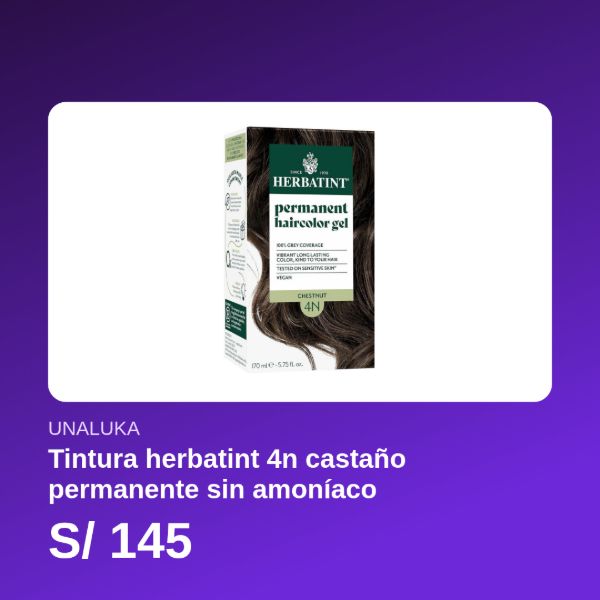 SINCE 1970
HERBATINT®
permanent
haircolor gel
100% GREY COVERAGE
VIBRANT LONG LASTING
COLOR, KIND TO YOUR HAIR
TESTED ON SENSITIVE SKIN*
VEGAN
CHESTNUT
4N
170 ml ℮ - 5.75 fl. oz.
UNALUKA
Tintura herbatint 4n castaño
permanente sin amoníaco
S/ 145